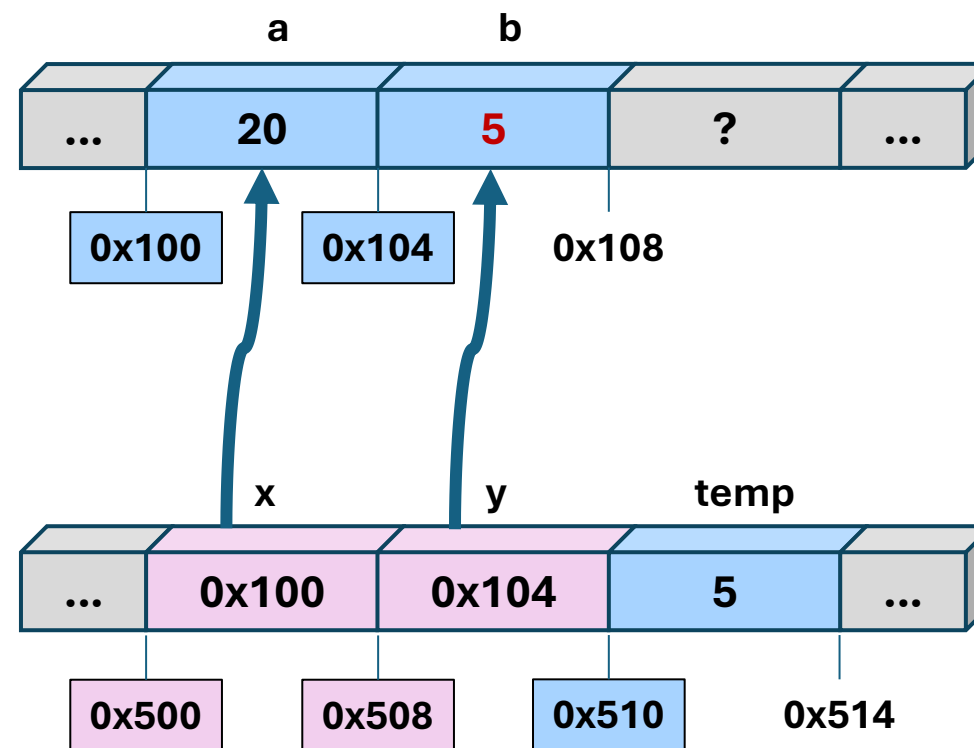 a b
... 20 5 ? ...
0x100 0x104 0x108
x y temp
... 0x100 0x104 5 ...
0x500 0x508 0x510 0x514